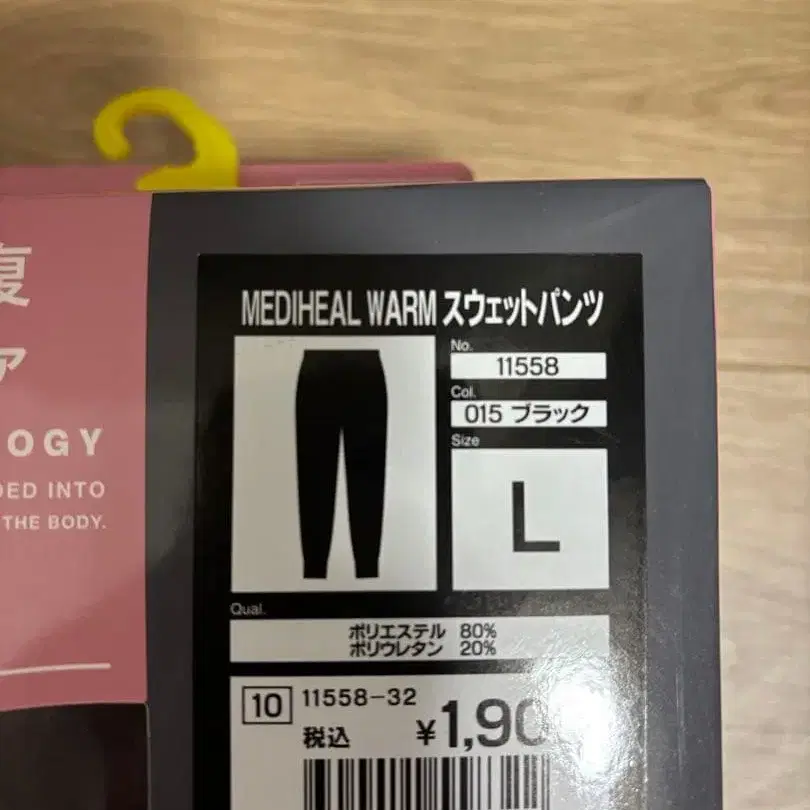 復
ア
OGY
DED INTO
THE BODY.
MEDIHEAL WARM スウェットパンツ
No.
11558
Col.
015 ブラック
Size
L
Qual.
ポリエステル 80%
ポリウレタン 20%
10 11558-32
税込 ¥1,90